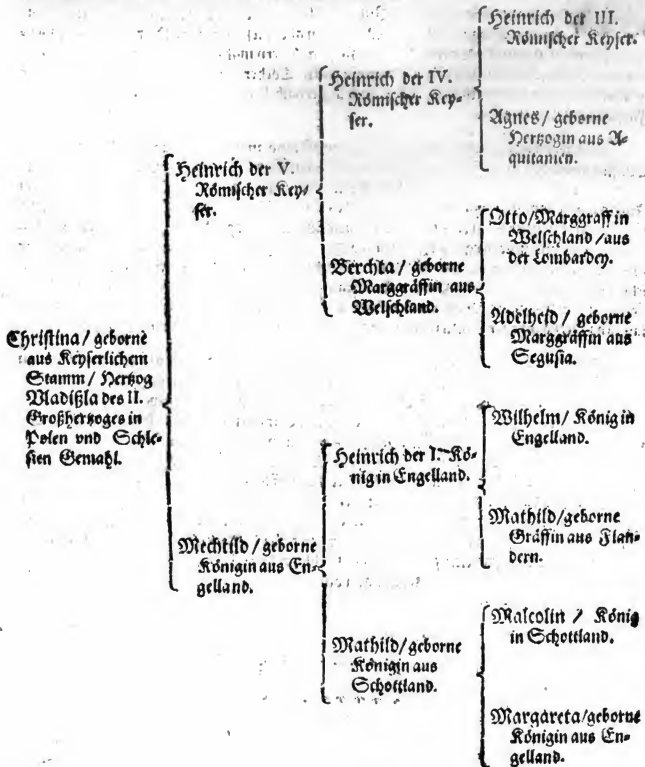 Christina / geborne
aus Keyserlichem
Stamm / Hertzog
Vladißla des II.
Großhertzoges in
Polen vnd Schle-
sien Gemahl.
Heinrich der V.
Römischer Key-
ser.
Mechtild / geborne
Königin aus En-
gelland.
Heinrich der IV.
Römischer Key-
ser.
Berchta / geborne
Marggräffin aus
Welschland.
Heinrich der I. Kö-
nig in Engelland.
Mathild / geborne
Königin aus
Schottland.
Heinrich der III.
Römischer Keyser.
Agnes / geborne
Hertzogin aus A-
quitanien.
Otto / Marggraff in
Welschland / aus
der Lombardey.
Adelheid / geborne
Marggräffin aus
Segusia.
Wilhelm / König in
Engelland.
Mathild / geborne
Gräffin aus Flan-
dern.
Malcolin / König
in Schottland.
Margareta / geborne
Königin aus En-
gelland.